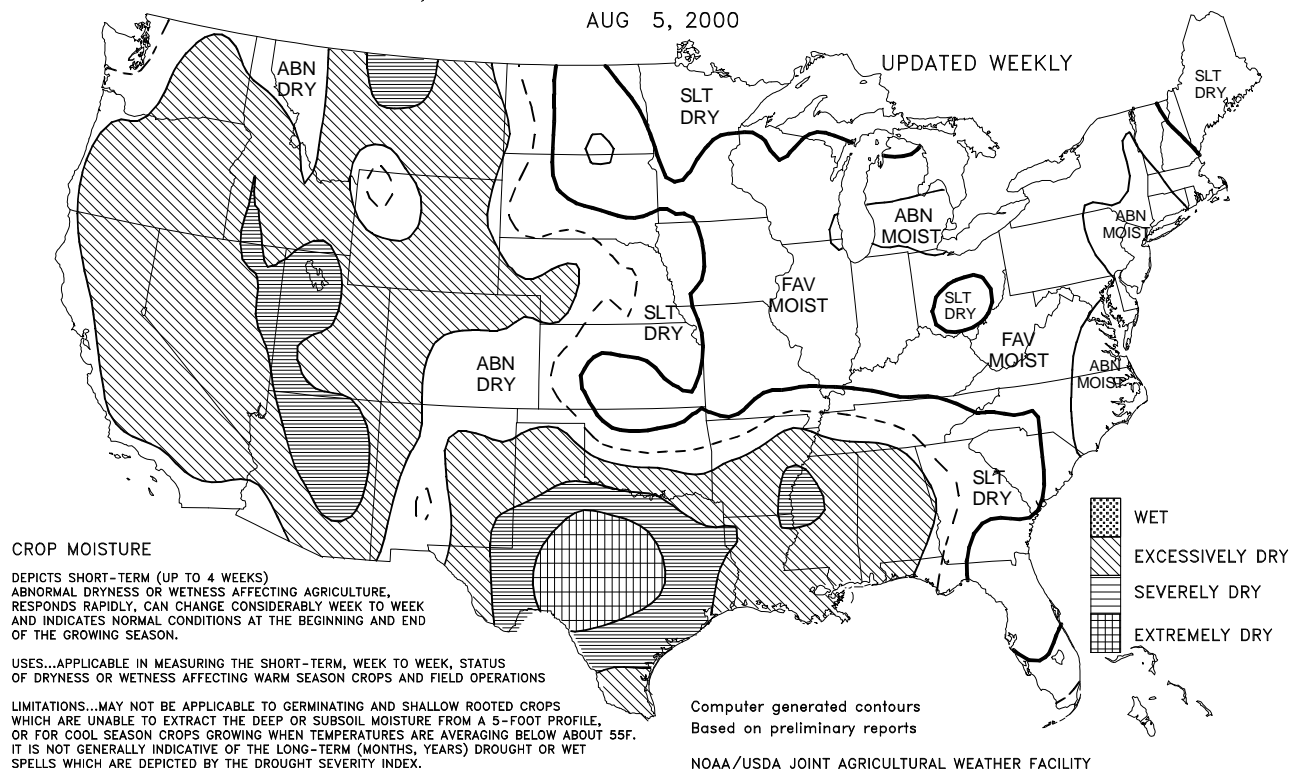 AUG 5, 2000
UPDATED WEEKLY
ABN
DRY
SLT
DRY
SLT
DRY
ABN
MOIST
ABN
MOIST
FAV
MOIST
SLT
DRY
SLT
DRY
FAV
MOIST
ABN
DRY
ABN
MOIST
SLT
DRY
WET
EXCESSIVELY DRY
SEVERELY DRY
EXTREMELY DRY
CROP MOISTURE
DEPICTS SHORT-TERM (UP TO 4 WEEKS)
ABNORMAL DRYNESS OR WETNESS AFFECTING AGRICULTURE,
RESPONDS RAPIDLY, CAN CHANGE CONSIDERABLY WEEK TO WEEK
AND INDICATES NORMAL CONDITIONS AT THE BEGINNING AND END
OF THE GROWING SEASON.
USES...APPLICABLE IN MEASURING THE SHORT-TERM, WEEK TO WEEK, STATUS
OF DRYNESS OR WETNESS AFFECTING WARM SEASON CROPS AND FIELD OPERATIONS
LIMITATIONS...MAY NOT BE APPLICABLE TO GERMINATING AND SHALLOW ROOTED CROPS
WHICH ARE UNABLE TO EXTRACT THE DEEP OR SUBSOIL MOISTURE FROM A 5-FOOT PROFILE,
OR FOR COOL SEASON CROPS GROWING WHEN TEMPERATURES ARE AVERAGING BELOW ABOUT 55F.
IT IS NOT GENERALLY INDICATIVE OF THE LONG-TERM (MONTHS, YEARS) DROUGHT OR WET
SPELLS WHICH ARE DEPICTED BY THE DROUGHT SEVERITY INDEX.
Computer generated contours
Based on preliminary reports
NOAA/USDA JOINT AGRICULTURAL WEATHER FACILITY